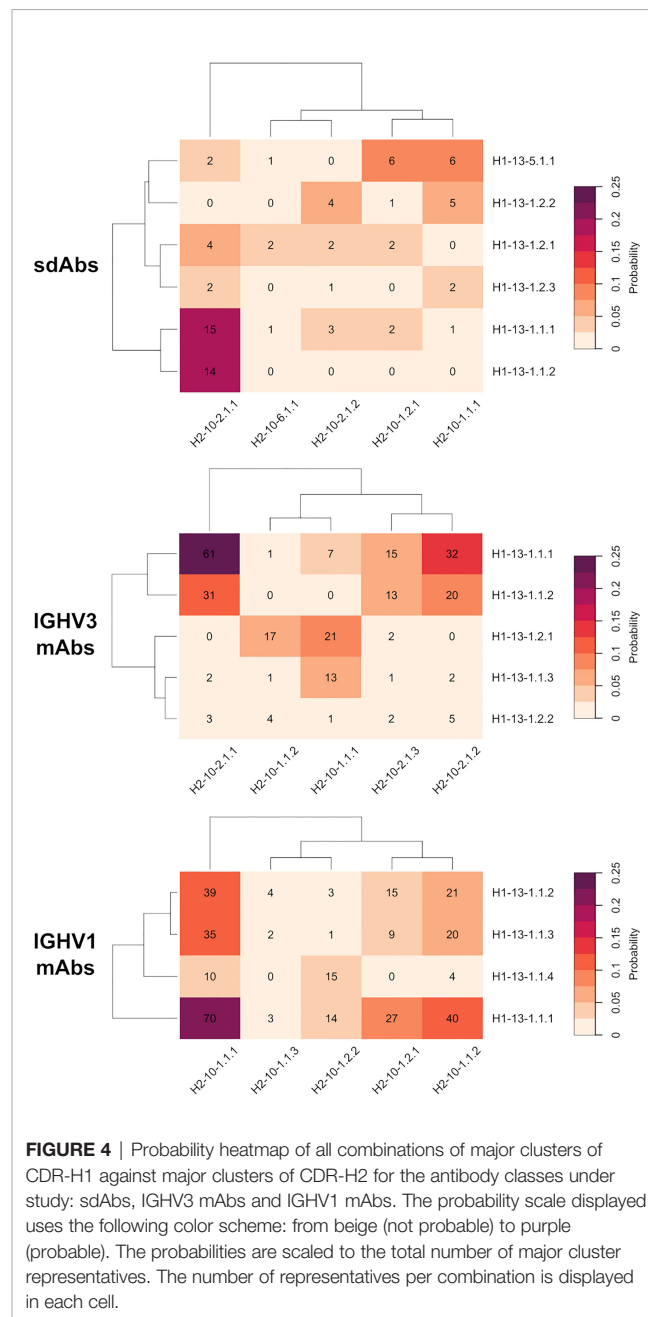 sdAbs
2 1 0 6 6 H1-13-5.1.1
0 0 4 1 5 H1-13-1.2.2
4 2 2 2 0 H1-13-1.2.1
2 0 1 0 2 H1-13-1.2.3
15 1 3 2 1 H1-13-1.1.1
14 0 0 0 0 H1-13-1.1.2
H2-10-2.1.1 H2-10-6.1.1 H2-10-2.1.2 H2-10-1.2.1 H2-10-1.1.1
0 0.05 0.1 0.15 0.2 0.25
Probability
IGHV3
mAbs
61 1 7 15 32 H1-13-1.1.1
31 0 0 13 20 H1-13-1.1.2
0 17 21 2 0 H1-13-1.2.1
2 1 13 1 2 H1-13-1.1.3
3 4 1 2 5 H1-13-1.2.2
H2-10-2.1.1 H2-10-1.1.2 H2-10-1.1.1 H2-10-2.1.3 H2-10-2.1.2
0 0.05 0.1 0.15 0.2 0.25
Probability
IGHV1
mAbs
39 4 3 15 21 H1-13-1.1.2
35 2 1 9 20 H1-13-1.1.3
10 0 15 0 4 H1-13-1.1.4
70 3 14 27 40 H1-13-1.1.1
H2-10-1.1.1 H2-10-1.1.3 H2-10-1.2.2 H2-10-1.2.1 H2-10-1.1.2
0 0.05 0.1 0.15 0.2 0.25
Probability
FIGURE 4 | Probability heatmap of all combinations of major clusters of
CDR-H1 against major clusters of CDR-H2 for the antibody classes under
study: sdAbs, IGHV3 mAbs and IGHV1 mAbs. The probability scale displayed
uses the following color scheme: from beige (not probable) to purple
(probable). The probabilities are scaled to the total number of major cluster
representatives. The number of representatives per combination is displayed
in each cell.